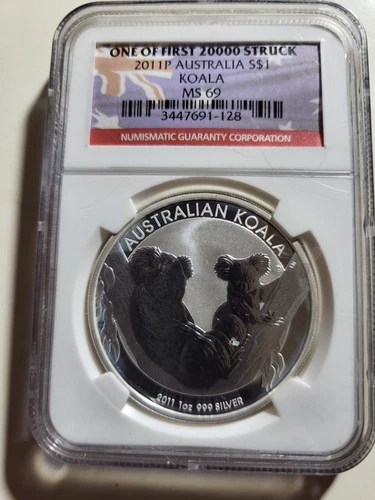 ONE OF FIRST 20000 STRUCK
2011P AUSTRALIA S$1
KOALA
MS 69
3447691-128
NUMISMATIC GUARANTY CORPORATION
AUSTRALIAN KOALA
2011 1oz 999 SILVER